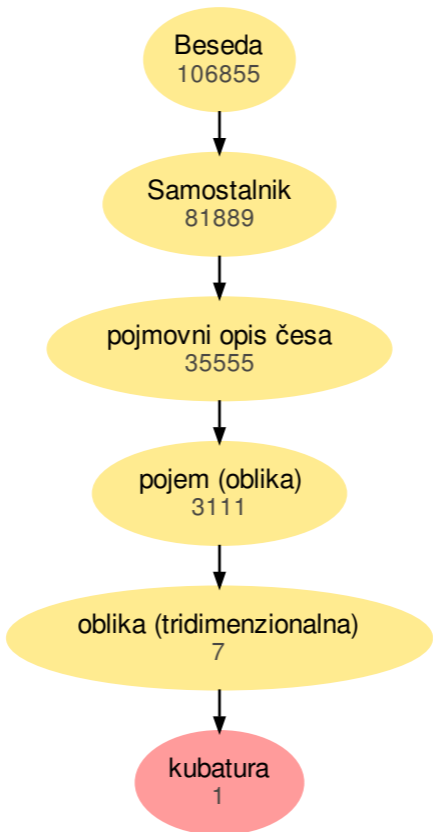 Beseda
106855
Samostalnik
81889
pojmovni opis česa
35555
pojem (oblika)
3111
oblika (tridimenzionalna)
7
kubatura
1